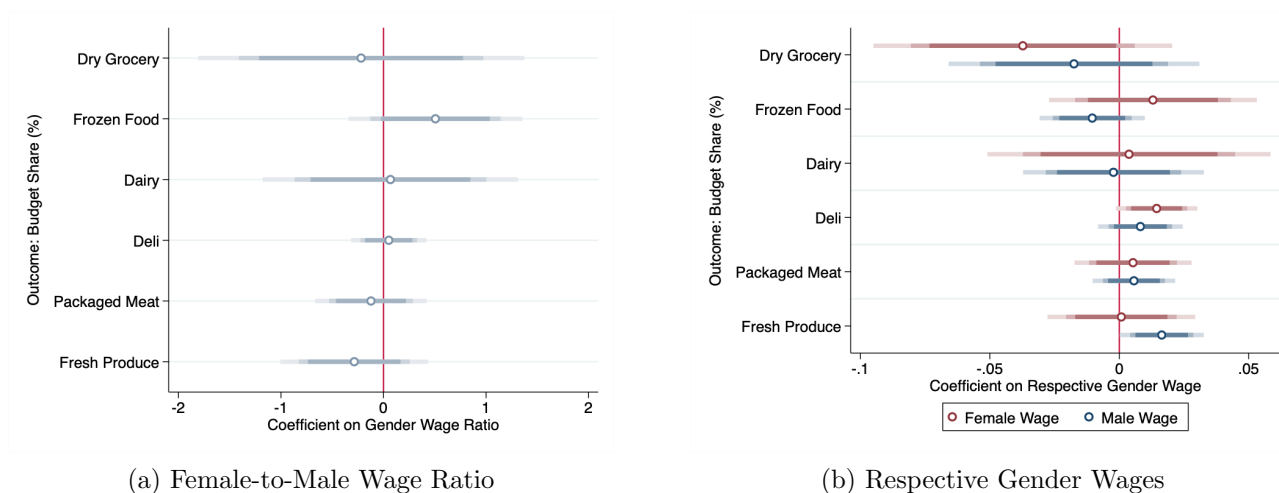 Outcome: Budget Share (%)
Dry Grocery
Frozen Food
Dairy
Deli
Packaged Meat
Fresh Produce
-2 -1 0 1 2
Coefficient on Gender Wage Ratio
(a) Female-to-Male Wage Ratio
Outcome: Budget Share (%)
Dry Grocery
Frozen Food
Dairy
Deli
Packaged Meat
Fresh Produce
-.1 -.05 0 .05
Coefficient on Respective Gender Wage
Female Wage Male Wage
(b) Respective Gender Wages